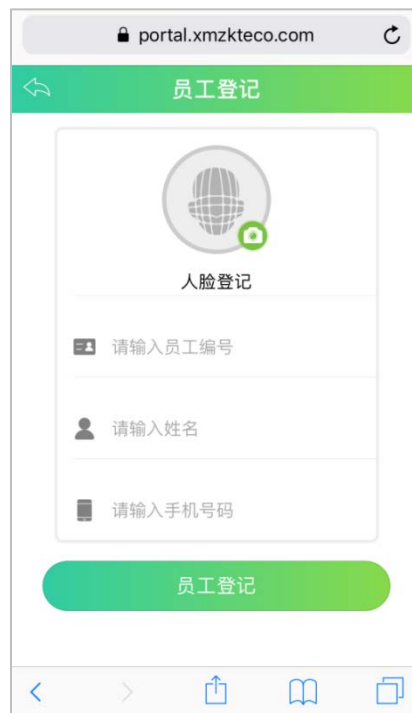 portal.xmzkteco.com
员工登记
人脸登记
请输入员工编号
请输入姓名
请输入手机号码
员工登记